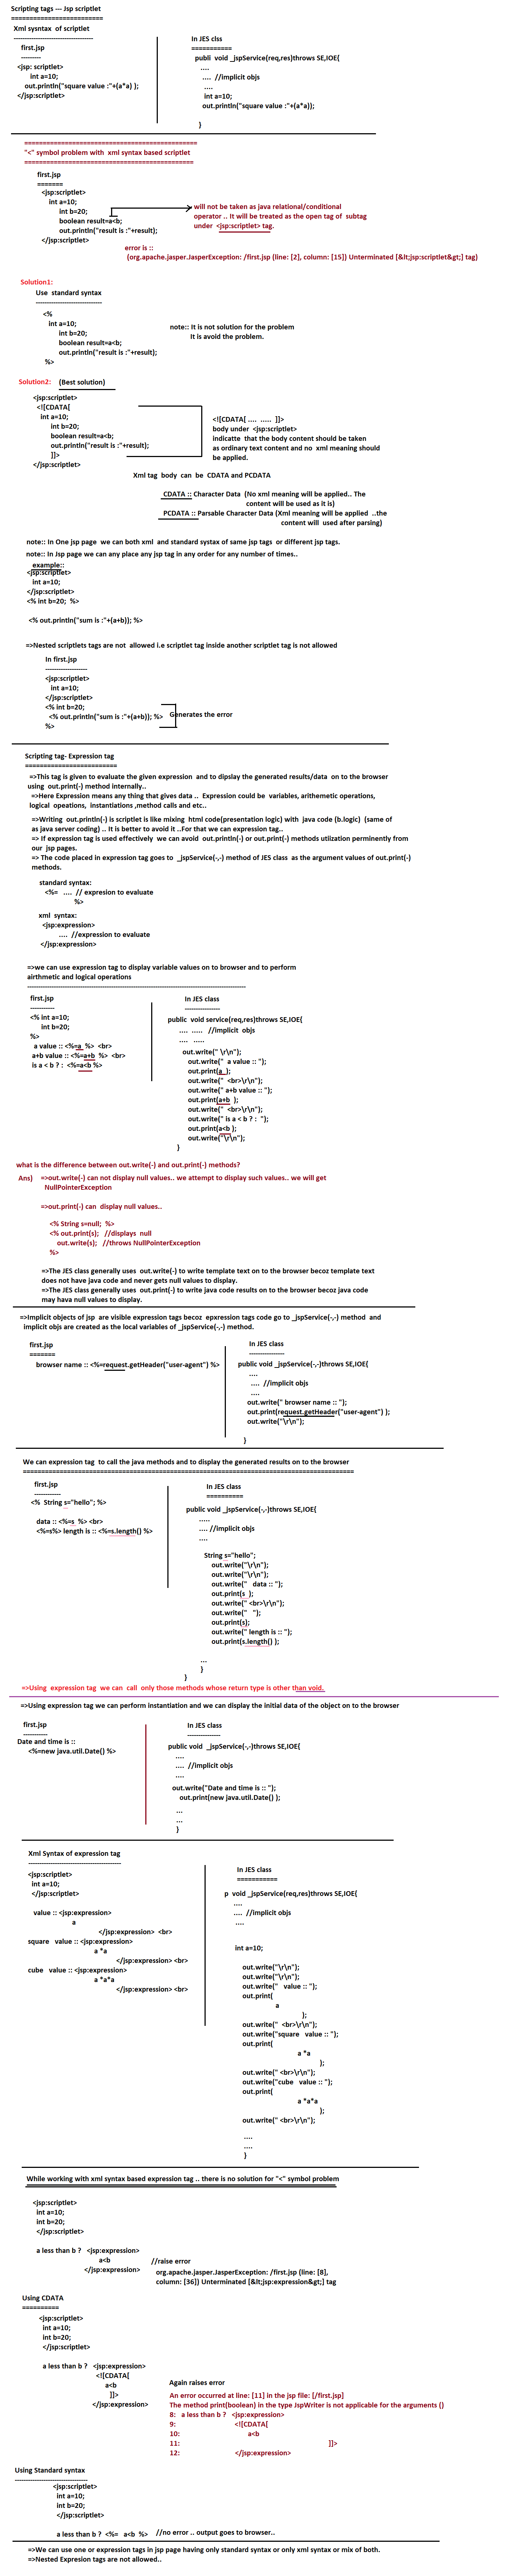 Scripting tags --- Jsp scriptlet
=========================
Xml sysntax of scriptlet
-------------------------------------
first.jsp
---------
<jsp: scriptlet>
int a=10;
out.println("square value :"+(a*a) );
</jsp:scriptlet>
In JES clss
===========
publi void _jspService(req,res)throws SE,IOE{
....
.... //implicit objs
....
int a=10;
out.println("square value :"+(a*a));
}
===============================================
"<" symbol problem with xml syntax based scriptlet
==============================================
first.jsp
=======
<jsp:scriptlet>
int a=10;
int b=20;
boolean result=a<b;
out.println("result is :"+result);
</jsp:scriptlet>
will not be taken as java relational/conditional
operator .. It will be treated as the open tag of subtag
under <jsp:scriptlet> tag.
error is ::
(org.apache.jasper.JasperException: /first.jsp (line: [2], column: [15]) Unterminated [&lt;jsp:scriptlet&gt;] tag)
Solution1:
Use standard syntax
-------------------------------
<%
int a=10;
int b=20;
boolean result=a<b;
out.println("result is :"+result);
%>
note:: It is not solution for the problem
It is avoid the problem.
Solution2: (Best solution)
<jsp:scriptlet>
<![CDATA[
int a=10;
int b=20;
boolean result=a<b;
out.println("result is :"+result);
]]>
</jsp:scriptlet>
<![CDATA[ .... ..... ]]>
body under <jsp:scriptlet>
indicatte that the body content should be taken
as ordinary text content and no xml meaning should
be applied.
Xml tag body can be CDATA and PCDATA
CDATA :: Character Data (No xml meaning will be applied.. The
content will be used as it is)
PCDATA :: Parsable Character Data (Xml meaning will be applied ..the
content will used after parsing)
note:: In One jsp page we can both xml and standard systax of same jsp tags or different jsp tags.
note:: In Jsp page we can any place any jsp tag in any order for any number of times..
example::
<jsp:scriptlet>
int a=10;
</jsp:scriptlet>
<% int b=20; %>
<% out.println("sum is :"+(a+b)); %>
=>Nested scriptlets tags are not allowed i.e scriptlet tag inside another scriptlet tag is not allowed
In first.jsp
-------------------
<jsp:scriptlet>
int a=10;
</jsp:scriptlet>
<% int b=20;
<% out.println("sum is :"+(a+b)); %>
%>
Generates the error
Scripting tag- Expression tag
=========================
=>This tag is given to evaluate the given expression and to dipslay the generated results/data on to the browser
using out.print(-) method internally..
=>Here Expression means any thing that gives data .. Expression could be variables, arithemetic operations,
logical opeations, instantiations ,method calls and etc..
=>Writing out.println(-) in scriptlet is like mixing html code(presentation logic) with java code (b.logic) (same of
as java server coding) .. It is better to avoid it ..For that we can expression tag..
=> If expression tag is used effectively we can avoid out.println(-) or out.print(-) methods utiization perminently from
our jsp pages.
=> The code placed in expression tag goes to _jspService(-,-) method of JES class as the argument values of out.print(-)
methods.
standard syntax:
<%= .... // expresion to evaluate
%>
xml syntax:
<jsp:expression>
.... //expression to evaluate
</jsp:expression>
=>we can use expression tag to display variable values on to browser and to perform
airthmetic and logical operations
-------------------------------------------------------------------------------------------------------
first.jsp
-----------
<% int a=10;
int b=20;
%>
a value :: <%=a %> <br>
a+b value :: <%=a+b %> <br>
is a < b ? : <%=a<b %>
In JES class
----------------
public void service(req,res)throws SE,IOE{
.... ..... //implicit objs
.... .....
out.write(" \r\n");
out.write(" a value :: ");
out.print(a );
out.write(" <br>\r\n");
out.write(" a+b value :: ");
out.print(a+b );
out.write(" <br>\r\n");
out.write(" is a < b ? : ");
out.print(a<b );
out.write("\r\n");
}
what is the difference between out.write(-) and out.print(-) methods?
Ans) =>out.write(-) can not display null values.. we attempt to display such values.. we will get
NullPointerException
=>out.print(-) can display null values..
<% String s=null; %>
<% out.print(s); //displays null
out.write(s); //throws NullPointerException
%>
=>The JES class generally uses out.write(-) to write template text on to the browser becoz template text
does not have java code and never gets null values to display.
=>The JES class generally uses out.print(-) to write java code results on to the browser becoz java code
may hava null values to display.
=>Implicit objects of jsp are visible expression tags becoz epxression tags code go to _jspService(-,-) method and
implicit objs are created as the local variables of _jspService(-,-) method.
first.jsp
=======
browser name :: <%=request.getHeader("user-agent") %>
In JES class
----------------
public void _jspService(-,-)throws SE,IOE{
....
.... //implicit objs
....
out.write(" browser name :: ");
out.print(request.getHeader("user-agent") );
out.write("\r\n");
}
We can expression tag to call the java methods and to display the generated results on to the browser
==========================================================================================
first.jsp
------------
<% String s="hello"; %>
data :: <%=s %> <br>
<%=s%> length is :: <%=s.length() %>
In JES class
==========
public void _jspService(-,-)throws SE,IOE{
.....
.... //implicit objs
....
String s="hello";
out.write("\r\n");
out.write("\r\n");
out.write(" data :: ");
out.print(s );
out.write(" <br>\r\n");
out.write(" ");
out.print(s);
out.write(" length is :: ");
out.print(s.length() );
...
}
}
=>Using expression tag we can call only those methods whose return type is other than void.
=>Using expression tag we can perform instantiation and we can display the initial data of the object on to the browser
first.jsp
-----------
Date and time is ::
<%=new java.util.Date() %>
In JES class
---------------
public void _jspService(-,-)throws SE,IOE{
....
.... //implicit objs
....
out.write("Date and time is :: ");
out.print(new java.util.Date() );
...
...
}
Xml Syntax of expression tag
------------------------------------------
<jsp:scriptlet>
int a=10;
</jsp:scriptlet>
value :: <jsp:expression>
a
</jsp:expression> <br>
square value :: <jsp:expression>
a *a
</jsp:expression> <br>
cube value :: <jsp:expression>
a *a*a
</jsp:expression> <br>
In JES class
===========
p void _jspService(req,res)throws SE,IOE{
....
.... //implicit objs
....
int a=10;
out.write("\r\n");
out.write("\r\n");
out.write(" value :: ");
out.print(
a
);
out.write(" <br>\r\n");
out.write("square value :: ");
out.print(
a *a
);
out.write(" <br>\r\n");
out.write("cube value :: ");
out.print(
a *a*a
);
out.write(" <br>\r\n");
....
....
}
While working with xml syntax based expression tag .. there is no solution for "<" symbol problem
<jsp:scriptlet>
int a=10;
int b=20;
</jsp:scriptlet>
a less than b ? <jsp:expression>
a<b
</jsp:expression>
//raise error
org.apache.jasper.JasperException: /first.jsp (line: [8],
column: [36]) Unterminated [&lt;jsp:expression&gt;] tag
Using CDATA
==========
<jsp:scriptlet>
int a=10;
int b=20;
</jsp:scriptlet>
a less than b ? <jsp:expression>
<![CDATA[
a<b
]]>
</jsp:expression>
Again raises error
An error occurred at line: [11] in the jsp file: [/first.jsp]
The method print(boolean) in the type JspWriter is not applicable for the arguments ()
8: a less than b ? <jsp:expression>
9: <![CDATA[
10: a<b
11: ]]>
12: </jsp:expression>
Using Standard syntax
----------------------------------
<jsp:scriptlet>
int a=10;
int b=20;
</jsp:scriptlet>
a less than b ? <%= a<b %> //no error .. output goes to browser..
=>We can use one or expression tags in jsp page having only standard syntax or only xml syntax or mix of both.
=>Nested Expresion tags are not allowed..